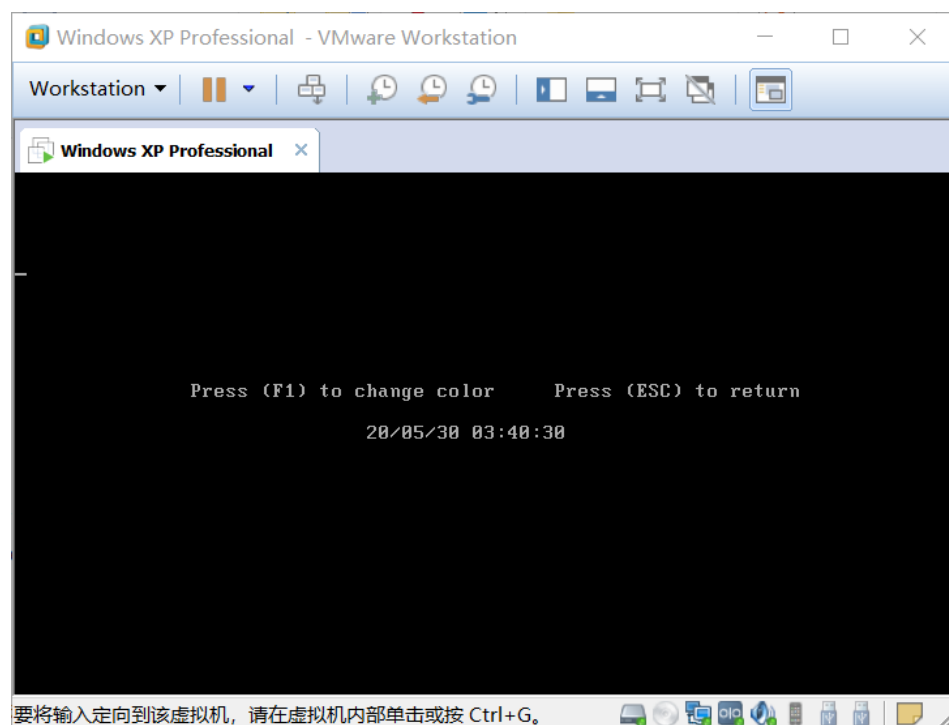 Windows XP Professional - VMware Workstation
Workstation
Windows XP Professional
Press (F1) to change color Press (ESC) to return
20/05/30 03:40:30
要将输入定向到该虚拟机，请在虚拟机内部单击或按 Ctrl+G。